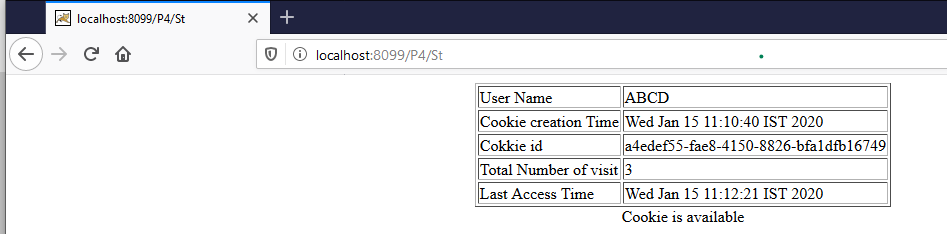 localhost:8099/P4/St
localhost:8099/P4/St
User Name ABCD
Cookie creation Time Wed Jan 15 11:10:40 IST 2020
Cokkie id a4edef55-fae8-4150-8826-bfa1dfb16749
Total Number of visit 3
Last Access Time Wed Jan 15 11:12:21 IST 2020
Cookie is available